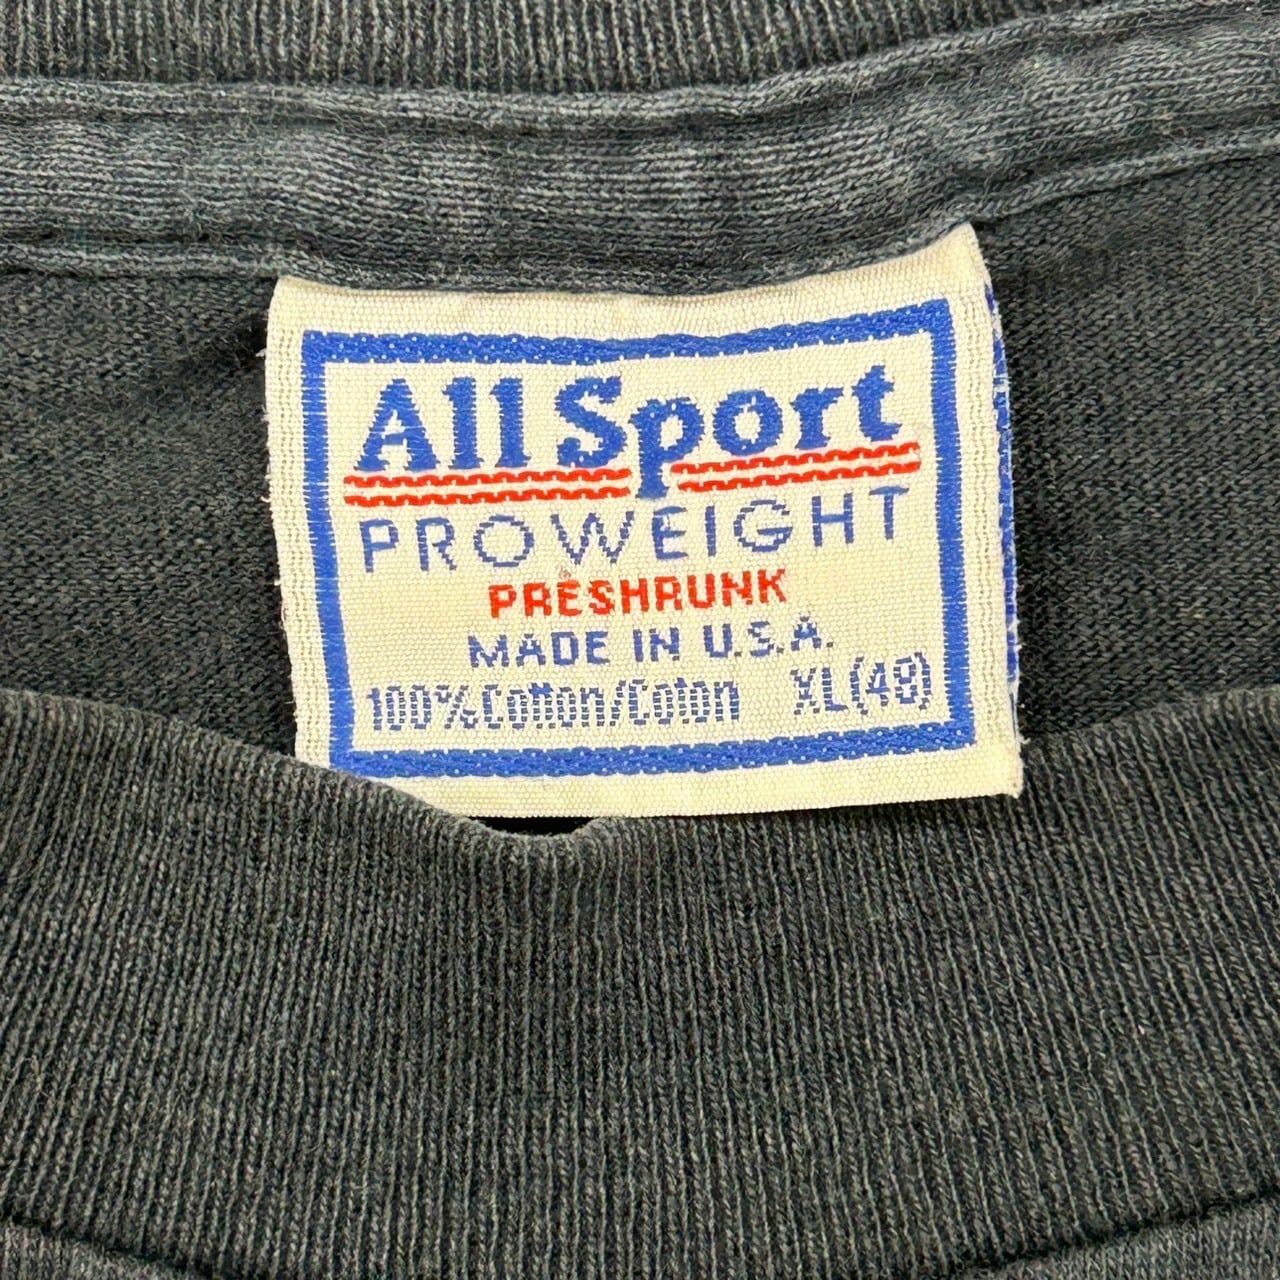 All Sport
PROWEIGHT
PRESHRUNK
MADE IN U.S.A.
100% Cotton/Coton XL(48)